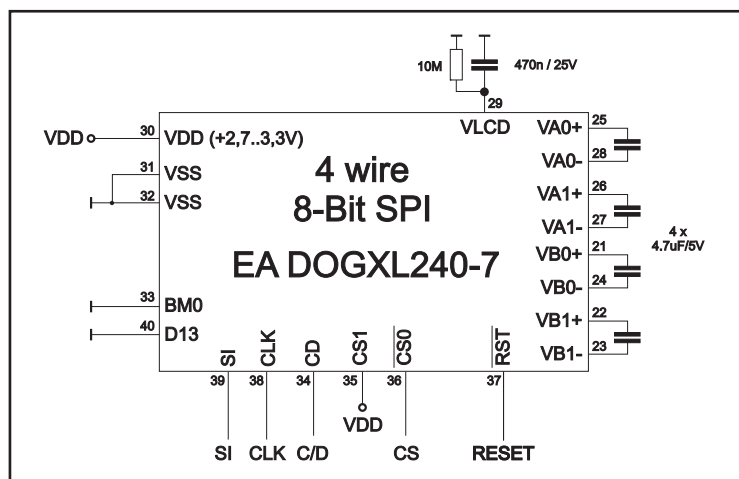 10M
470n / 25V
29
VLCD
VDD
30
VDD (+2,7..3,3V)
31
VSS
32
VSS
33
BM0
40
D13
4 wire
8-Bit SPI
EA DOGXL240-7
VA0+
25
VA0-
28
VA1+
26
VA1-
27
VB0+
21
VB0-
24
VB1+
22
VB1-
23
4 x
4.7uF/5V
SI
CLK
CD
CS1
CS0
RST
39
38
34
35
36
37
VDD
SI
CLK
C/D
CS
RESET